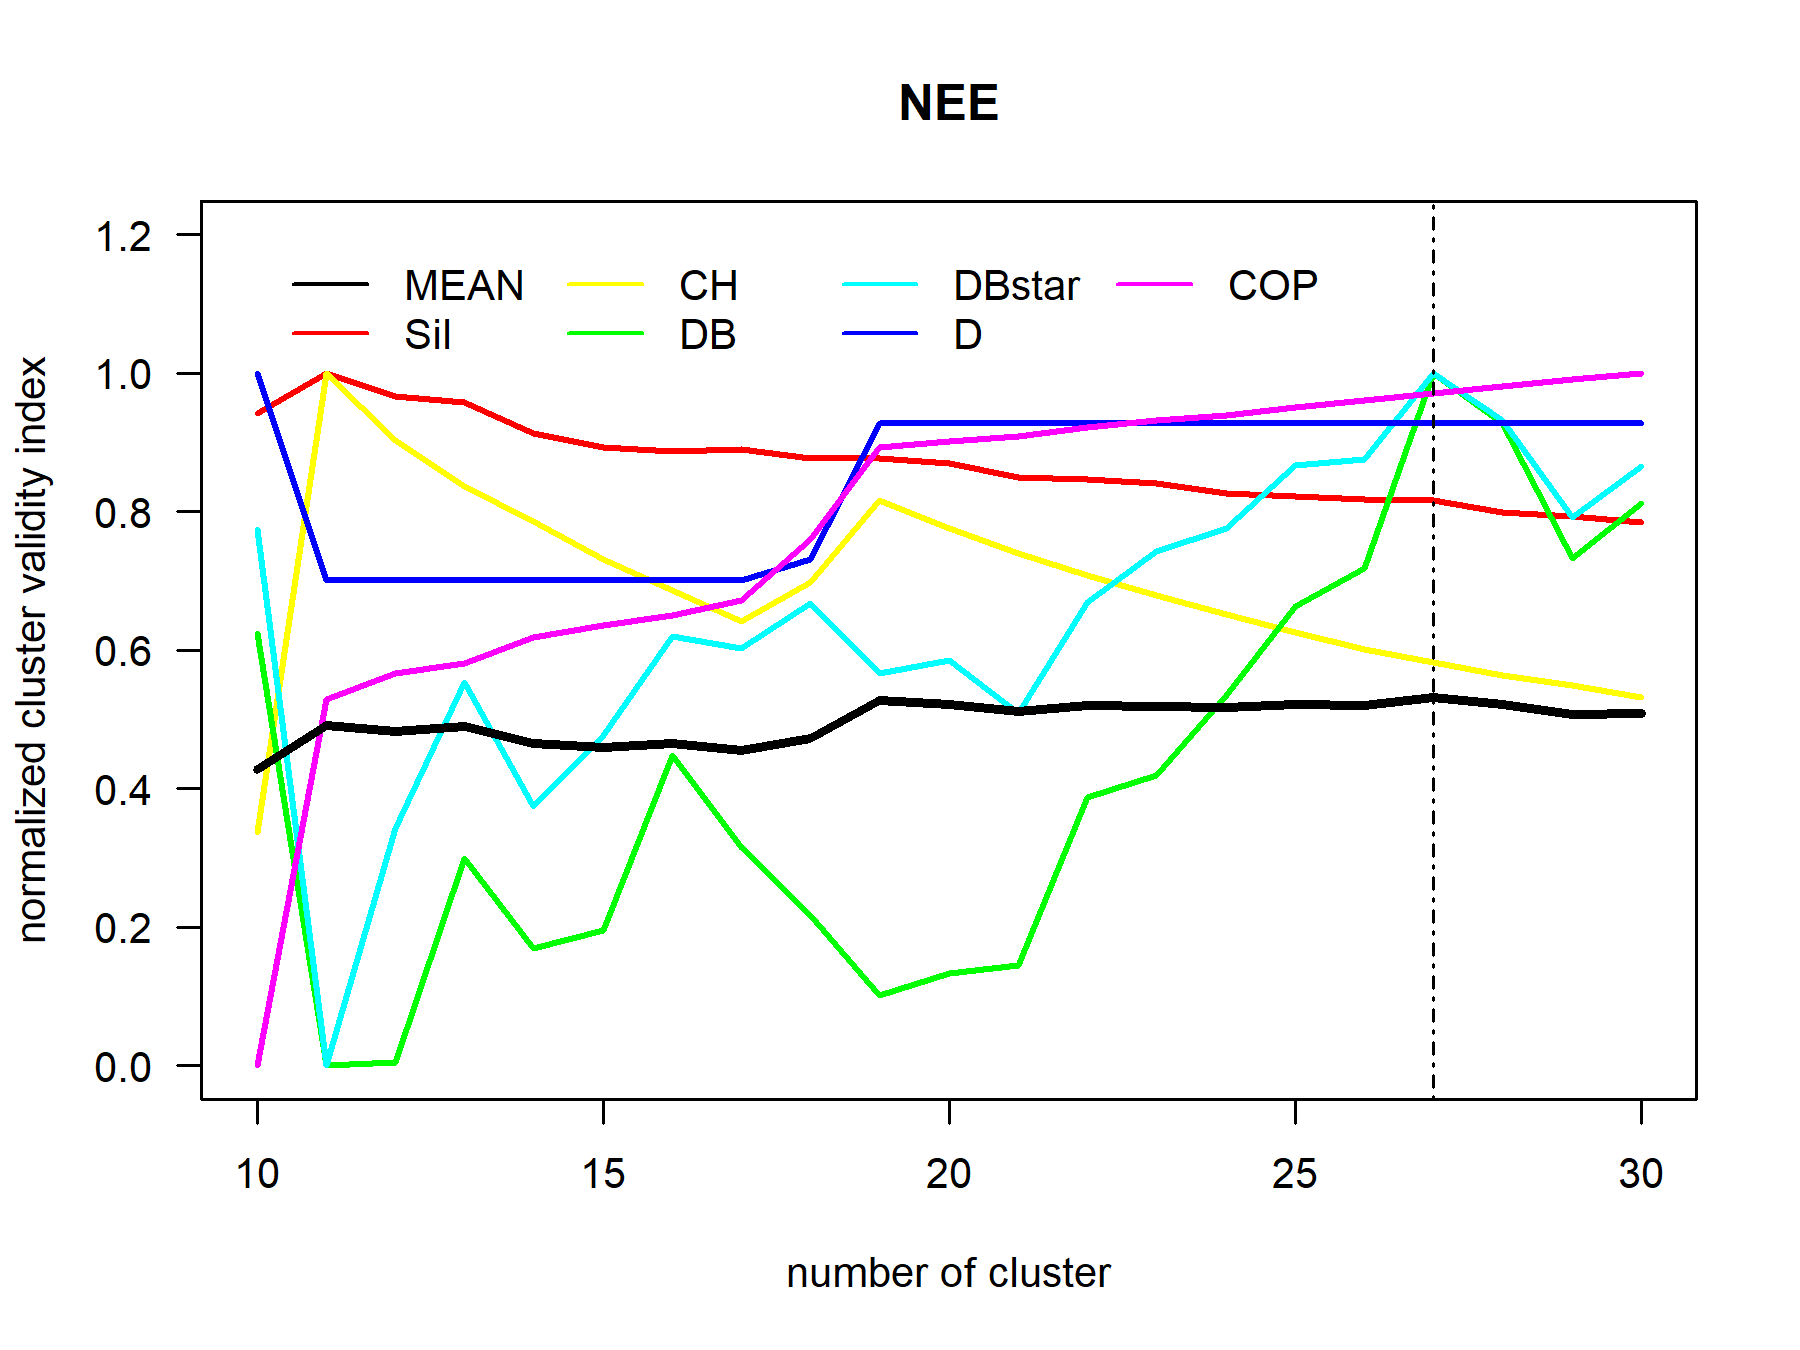 NEE
normalized cluster validity index
1.2
1.0
0.8
0.6
0.4
0.2
0.0
MEAN CH DBstar COP
Sil DB D
10 15 20 25 30
number of cluster